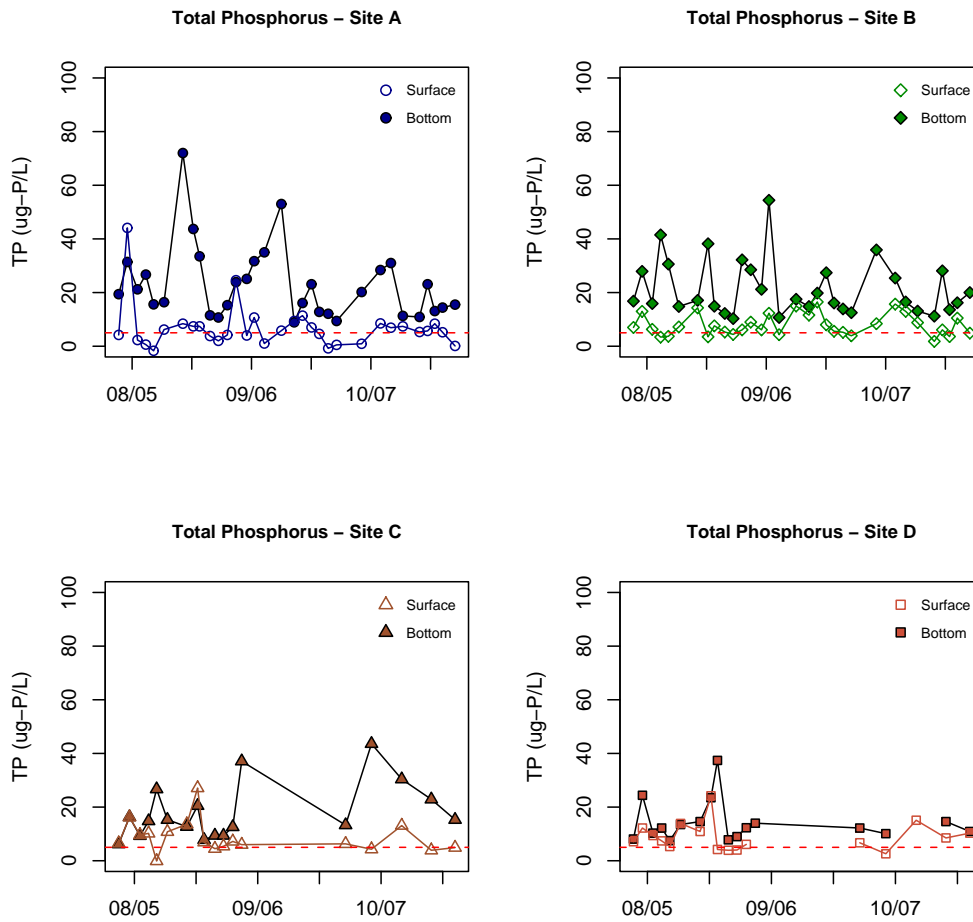 Total Phosphorus – Site A
TP (ug–P/L)
100
80
60
40
20
0
Surface
Bottom
08/05 09/06 10/07
Total Phosphorus – Site B
TP (ug–P/L)
100
80
60
40
20
0
Surface
Bottom
08/05 09/06 10/07
Total Phosphorus – Site C
TP (ug–P/L)
100
80
60
40
20
0
Surface
Bottom
08/05 09/06 10/07
Total Phosphorus – Site D
TP (ug–P/L)
100
80
60
40
20
0
Surface
Bottom
08/05 09/06 10/07